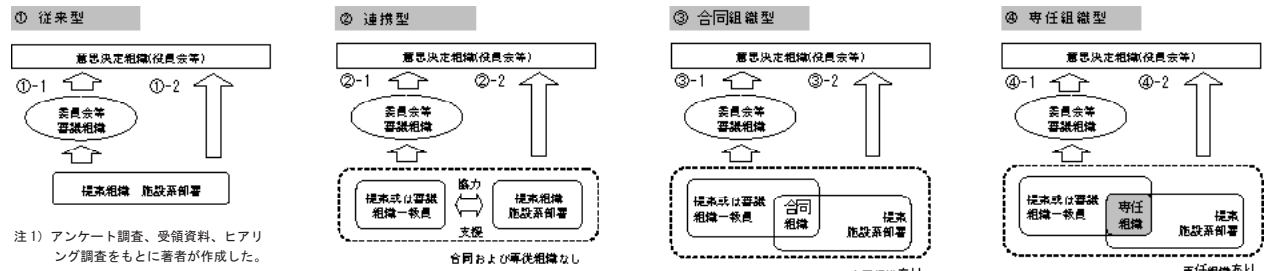 ① 従来型
意思決定組織(役員会等)
①-1
①-2
委員会等
審議組織
提案組織 施設系部署
注1) アンケート調査、受領資料、ヒアリ
ング調査をもとに著者が作成した。
② 連携型
意思決定組織(役員会等)
②-1
②-2
委員会等
審議組織
提案或は審議
組織一教員
協力
支援
提案組織
施設系部署
合同および専従組織なし
③ 合同組織型
意思決定組織(役員会等)
③-1
③-2
委員会等
審議組織
提案或は審議
組織一教員
合同
組織
提案
施設系部署
④ 専任組織型
意思決定組織(役員会等)
④-1
④-2
委員会等
審議組織
提案或は審議
組織一教員
専任
組織
提案
施設系部署
専任組織あり